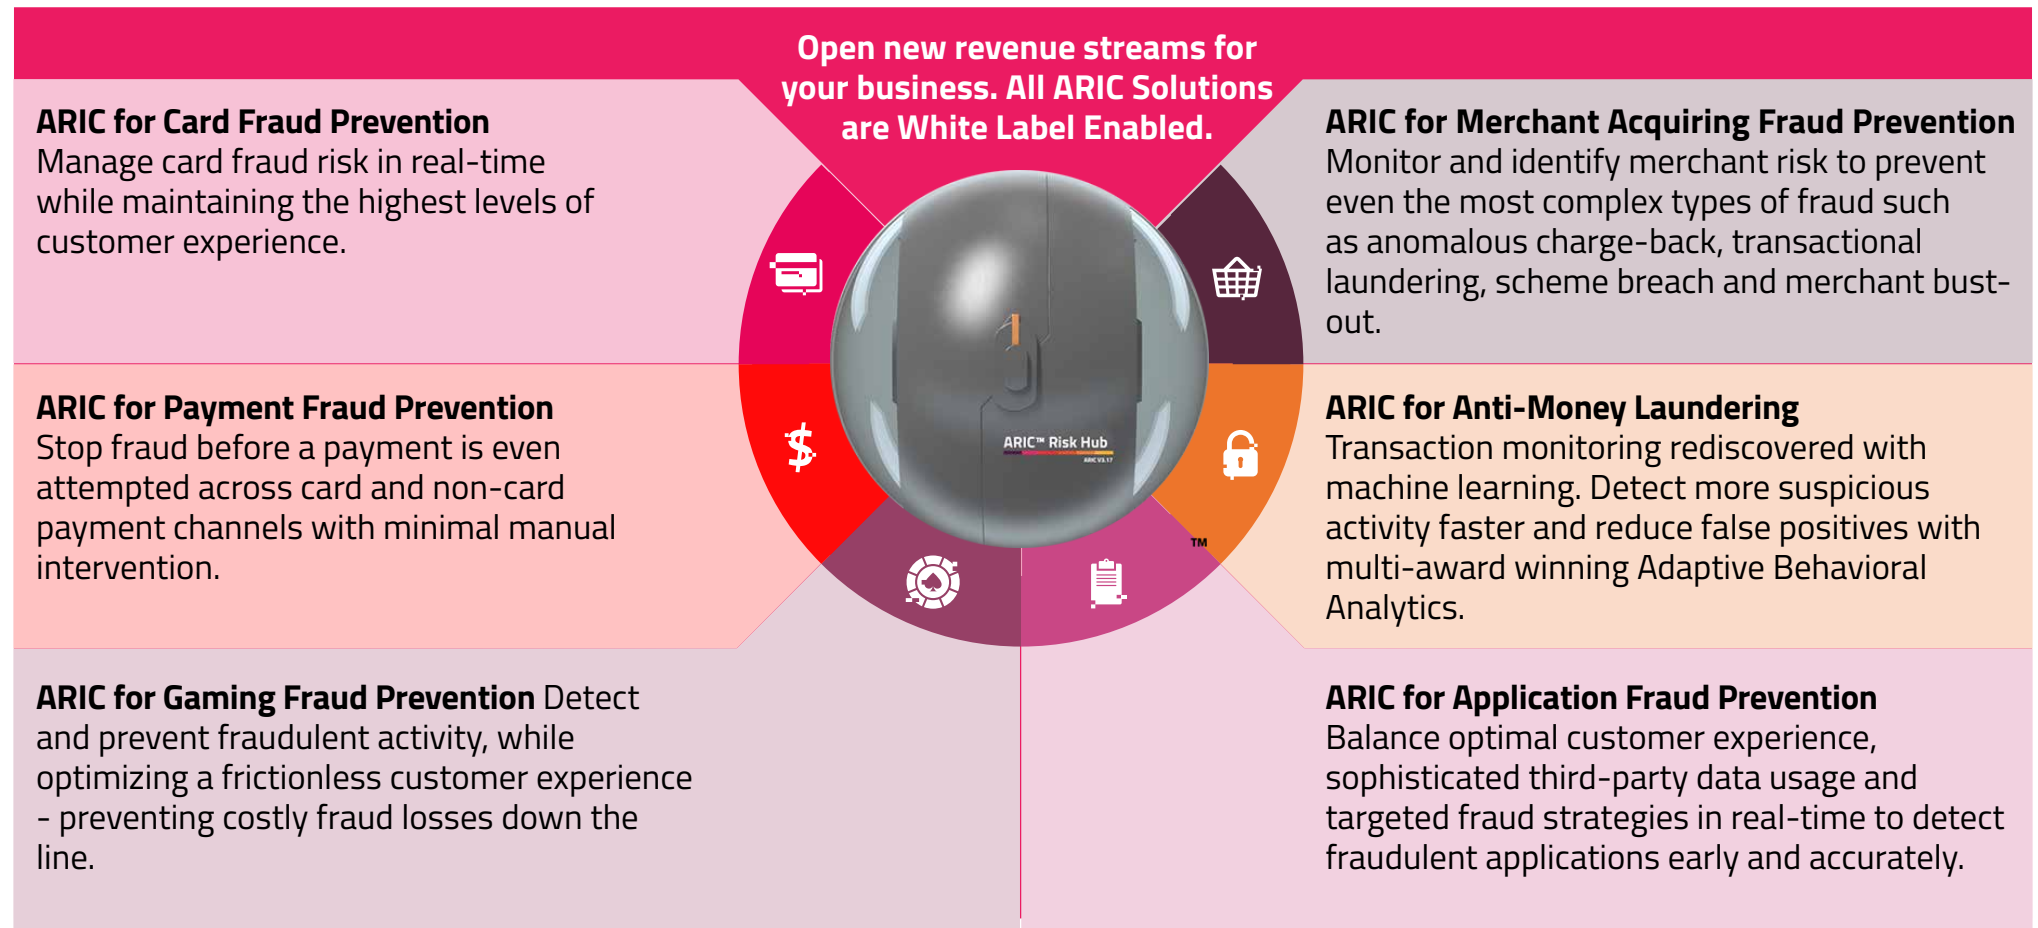 Open new revenue streams for
your business. All ARIC Solutions
are White Label Enabled.
ARIC for Card Fraud Prevention
Manage card fraud risk in real-time
while maintaining the highest levels of
customer experience.
ARIC for Payment Fraud Prevention
Stop fraud before a payment is even
attempted across card and non-card
payment channels with minimal manual
intervention.
ARIC for Gaming Fraud Prevention Detect
and prevent fraudulent activity, while
optimizing a frictionless customer experience
- preventing costly fraud losses down the
line.
ARIC™ Risk Hub
ARIC V3.17
TM
ARIC for Merchant Acquiring Fraud Prevention
Monitor and identify merchant risk to prevent
even the most complex types of fraud such
as anomalous charge-back, transactional
laundering, scheme breach and merchant bust-
out.
ARIC for Anti-Money Laundering
Transaction monitoring rediscovered with
machine learning. Detect more suspicious
activity faster and reduce false positives with
multi-award winning Adaptive Behavioral
Analytics.
ARIC for Application Fraud Prevention
Balance optimal customer experience,
sophisticated third-party data usage and
targeted fraud strategies in real-time to detect
fraudulent applications early and accurately.